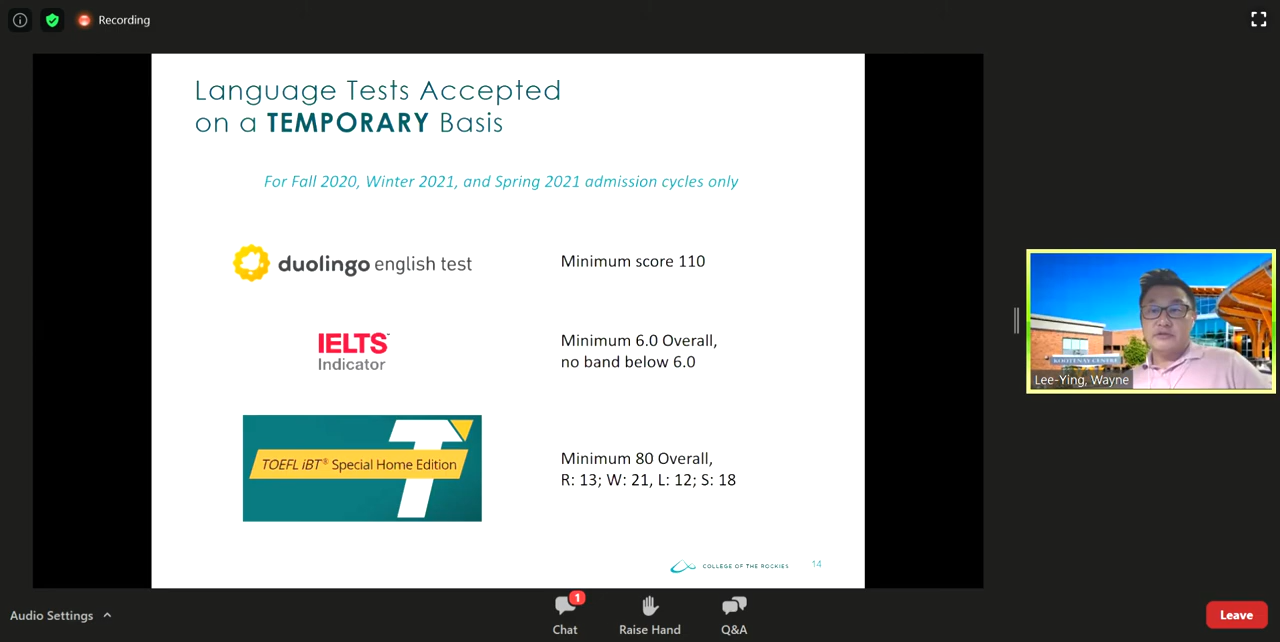 Recording
Language Tests Accepted
on a TEMPORARY Basis
For Fall 2020, Winter 2021, and Spring 2021 admission cycles only
duolingo english test
Minimum score 110
IELTS™
Indicator
Minimum 6.0 Overall,
no band below 6.0
TOEFL iBT® Special Home Edition
Minimum 80 Overall,
R: 13; W: 21, L: 12; S: 18
COLLEGE OF THE ROCKIES
14
KOOTENAY CENTRE
Lee-Ying, Wayne
Audio Settings
1
Chat
Raise Hand
Q&A
Leave